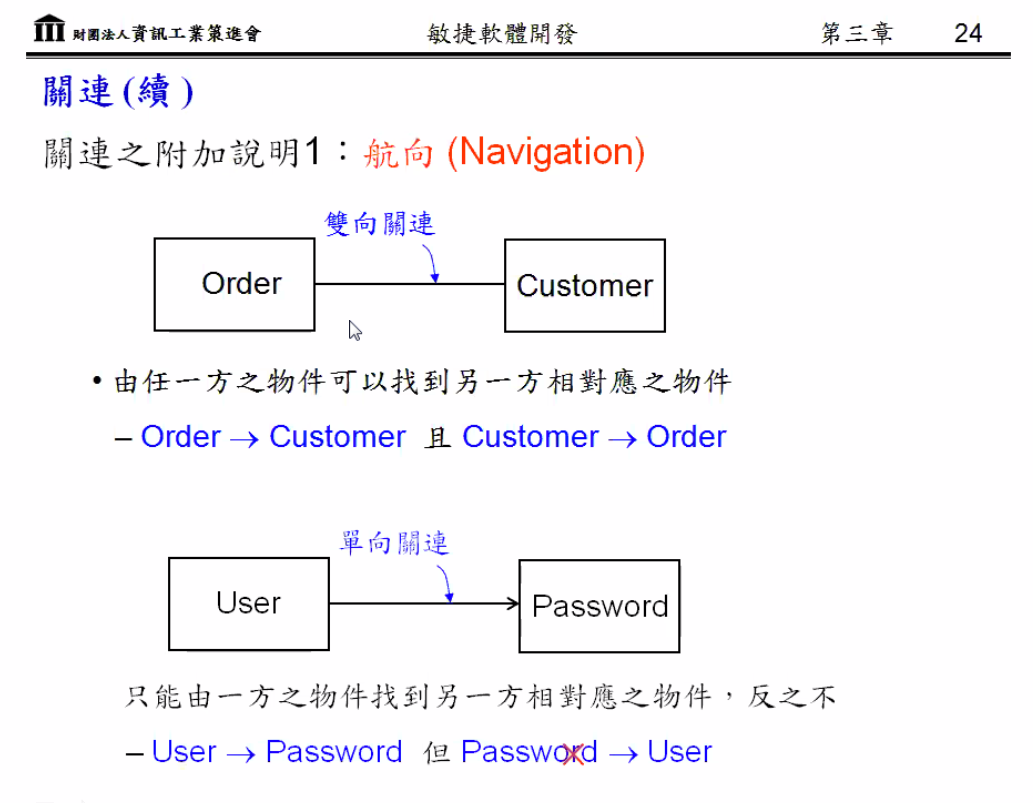 財團法人資訊工業策進會 敏捷軟體開發 第三章 24
關連 (續 )
關連之附加說明1：航向 (Navigation)
雙向關連
Order Customer
• 由任一方之物件可以找到另一方相對應之物件
– Order → Customer 且 Customer → Order
單向關連
User Password
只能由一方之物件找到另一方相對應之物件，反之不
– User → Password 但 Password → User